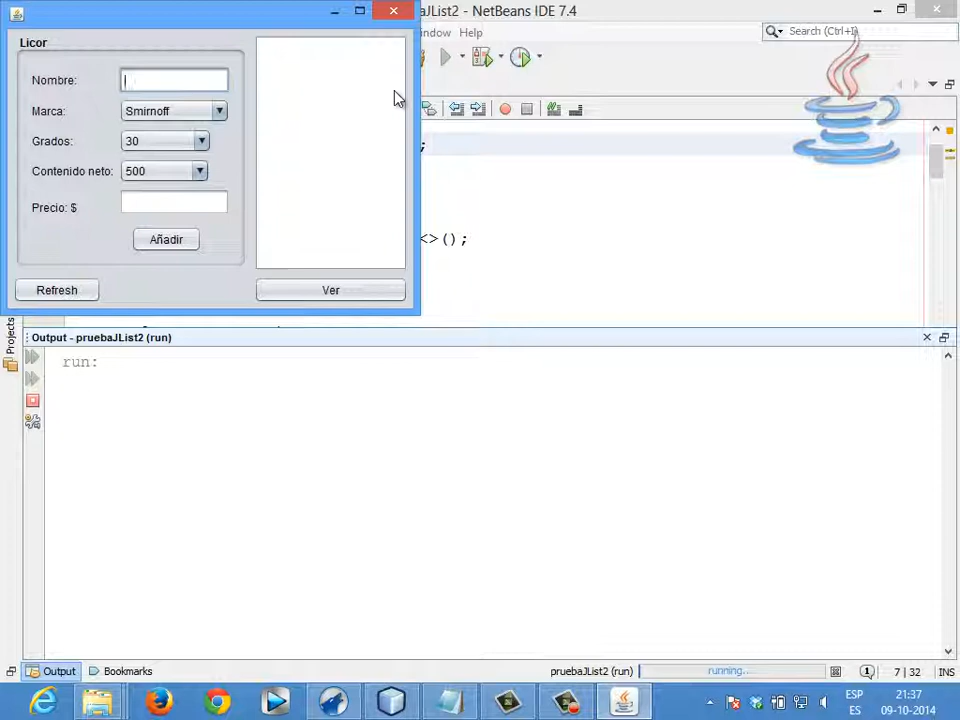 aJList2 - NetBeans IDE 7.4
indow Help
Search (Ctrl+I)
Licor
Nombre:
Marca: Smirnoff
Grados: 30
Contenido neto: 500
Precio: $
Añadir
Refresh Ver
;
<>();
Projects
Output - pruebaJList2 (run)
run:
Output Bookmarks pruebaJList2 (run) running... 1 7 | 32 INS
ESP 21:37
ES 09-10-2014